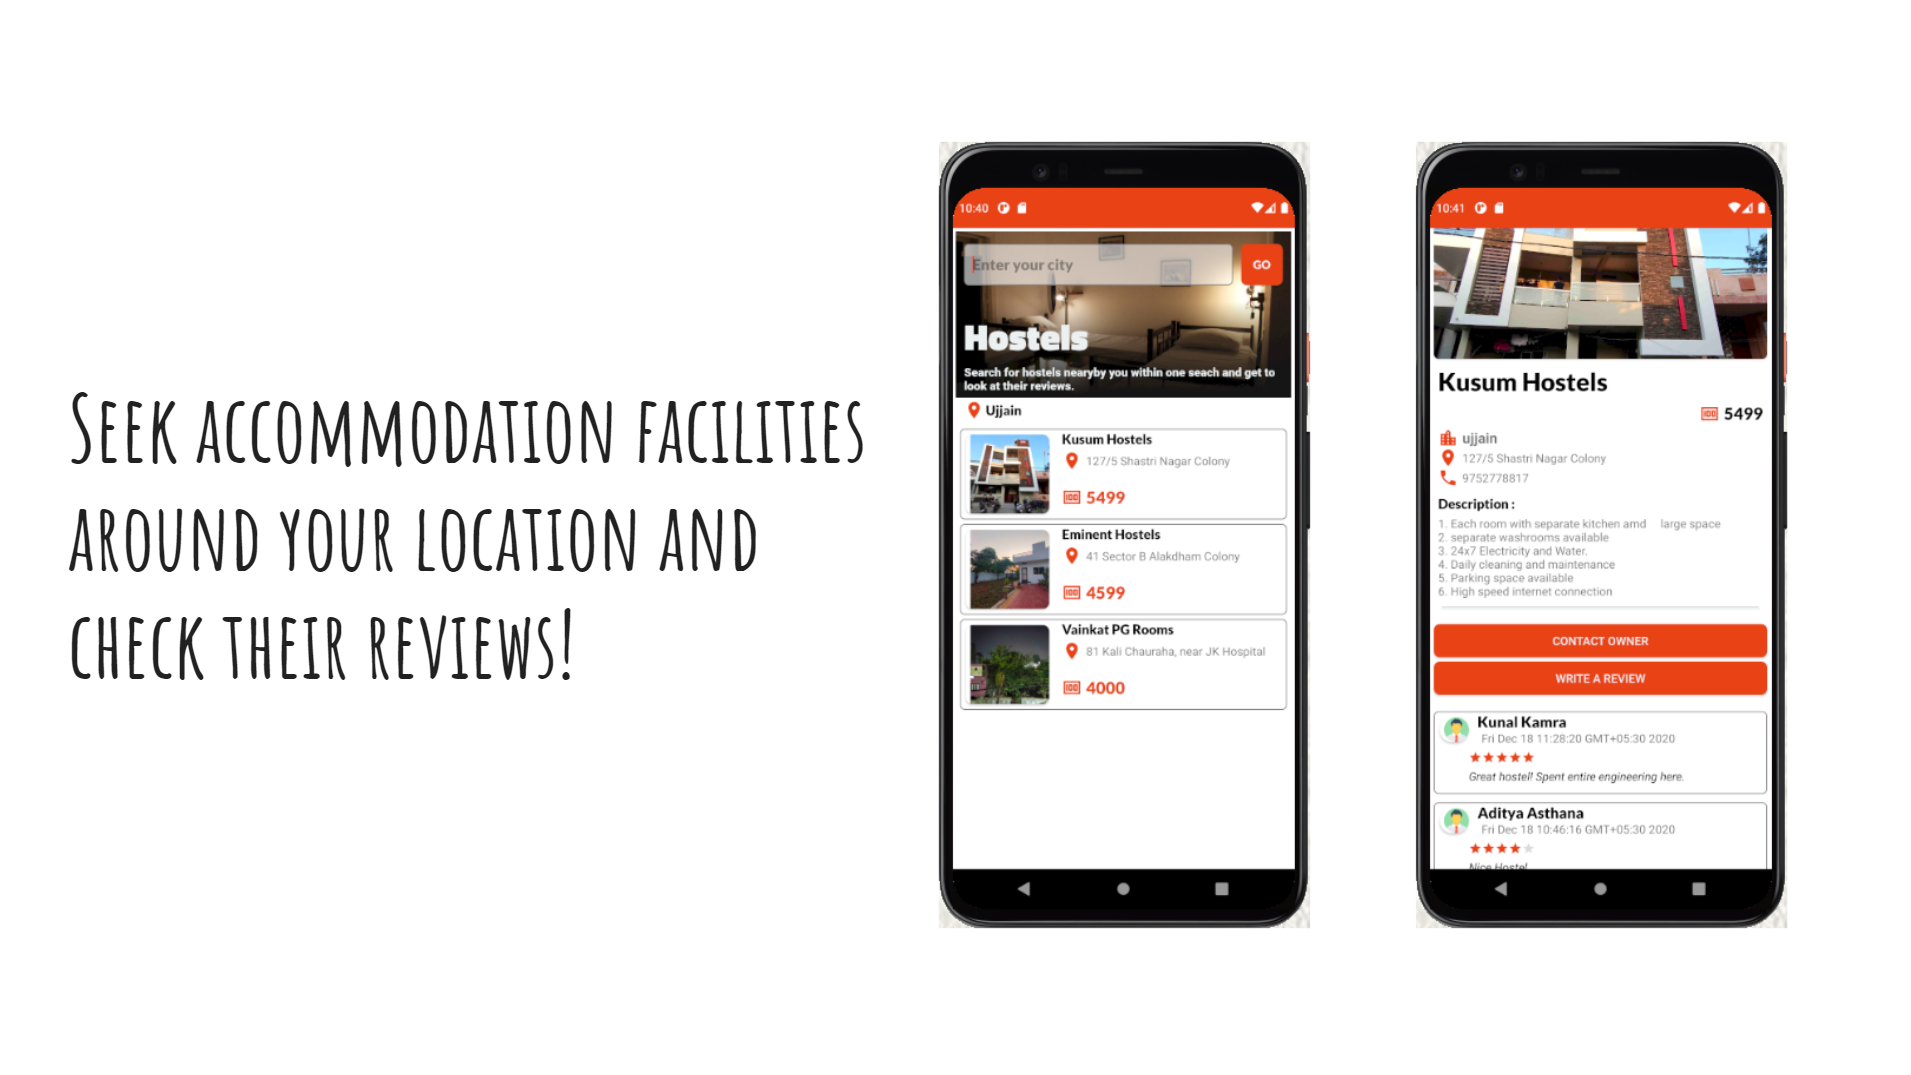 Seek accommodation facilities
around your location and
check their reviews!
10:40
Enter your city
GO
Hostels
Search for hostels nearyby you within one seach and get to
look at their reviews.
Ujjain
Kusum Hostels
127/5 Shastri Nagar Colony
5499
Eminent Hostels
41 Sector B Alakdham Colony
4599
Vainkat PG Rooms
81 Kali Chauraha, near JK Hospital
4000
10:41
Kusum Hostels
5499
ujjain
127/5 Shastri Nagar Colony
9752778817
Description :
1. Each room with separate kitchen amd large space
2. separate washrooms available
3. 24x7 Electricity and Water.
4. Daily cleaning and maintenance
5. Parking space available
6. High speed internet connection
CONTACT OWNER
WRITE A REVIEW
Kunal Kamra
Fri Dec 18 11:28:20 GMT+05:30 2020
Great hostel! Spent entire engineering here.
Aditya Asthana
Fri Dec 18 10:46:16 GMT+05:30 2020
Nice Hostel